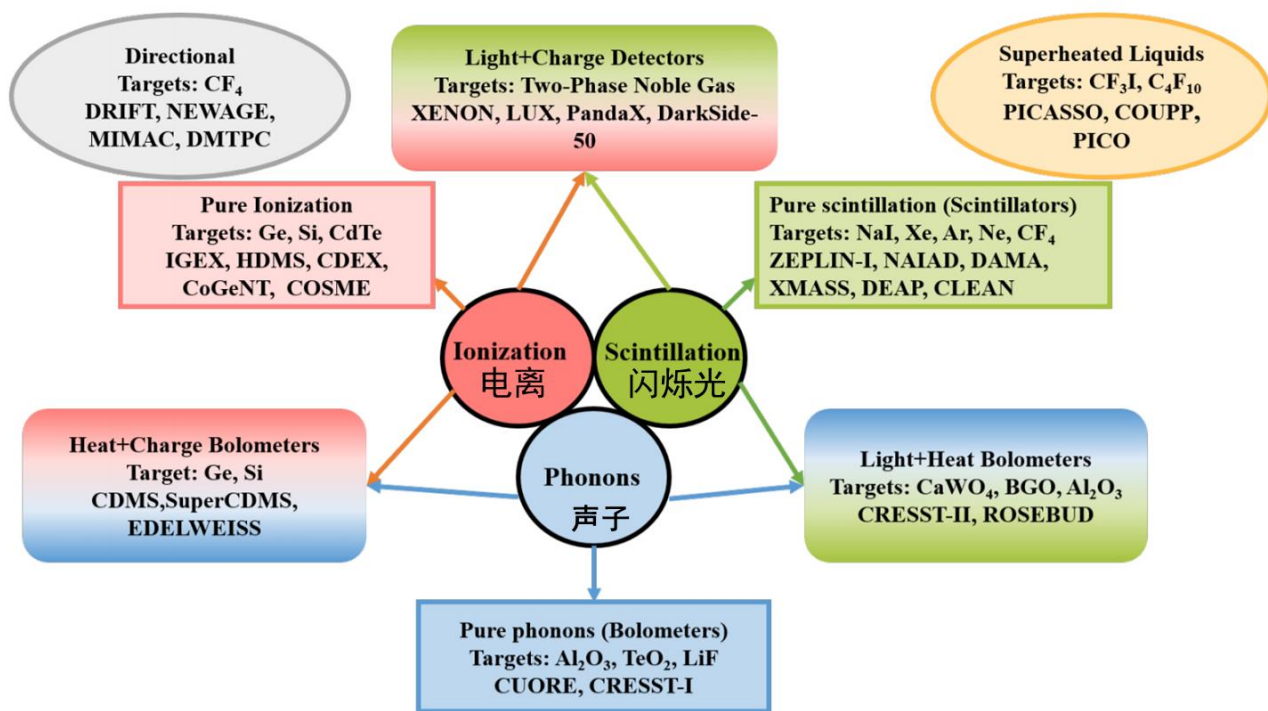 Directional
Targets: CF₄
DRIFT, NEWAGE,
MIMAC, DMTPC
Light+Charge Detectors
Targets: Two-Phase Noble Gas
XENON, LUX, PandaX, DarkSide-
50
Superheated Liquids
Targets: CF₃I, C₄F₁₀
PICASSO, COUPP,
PICO
Pure Ionization
Targets: Ge, Si, CdTe
IGEX, HDMS, CDEX,
CoGeNT, COSME
Pure scintillation (Scintillators)
Targets: NaI, Xe, Ar, Ne, CF₄
ZEPLIN-I, NAIAD, DAMA,
XMASS, DEAP, CLEAN
Ionization
电离
Scintillation
闪烁光
Phonons
声子
Heat+Charge Bolometers
Target: Ge, Si
CDMS,SuperCDMS,
EDELWEISS
Light+Heat Bolometers
Targets: CaWO₄, BGO, Al₂O₃
CRESST-II, ROSEBUD
Pure phonons (Bolometers)
Targets: Al₂O₃, TeO₂, LiF
CUORE, CRESST-I